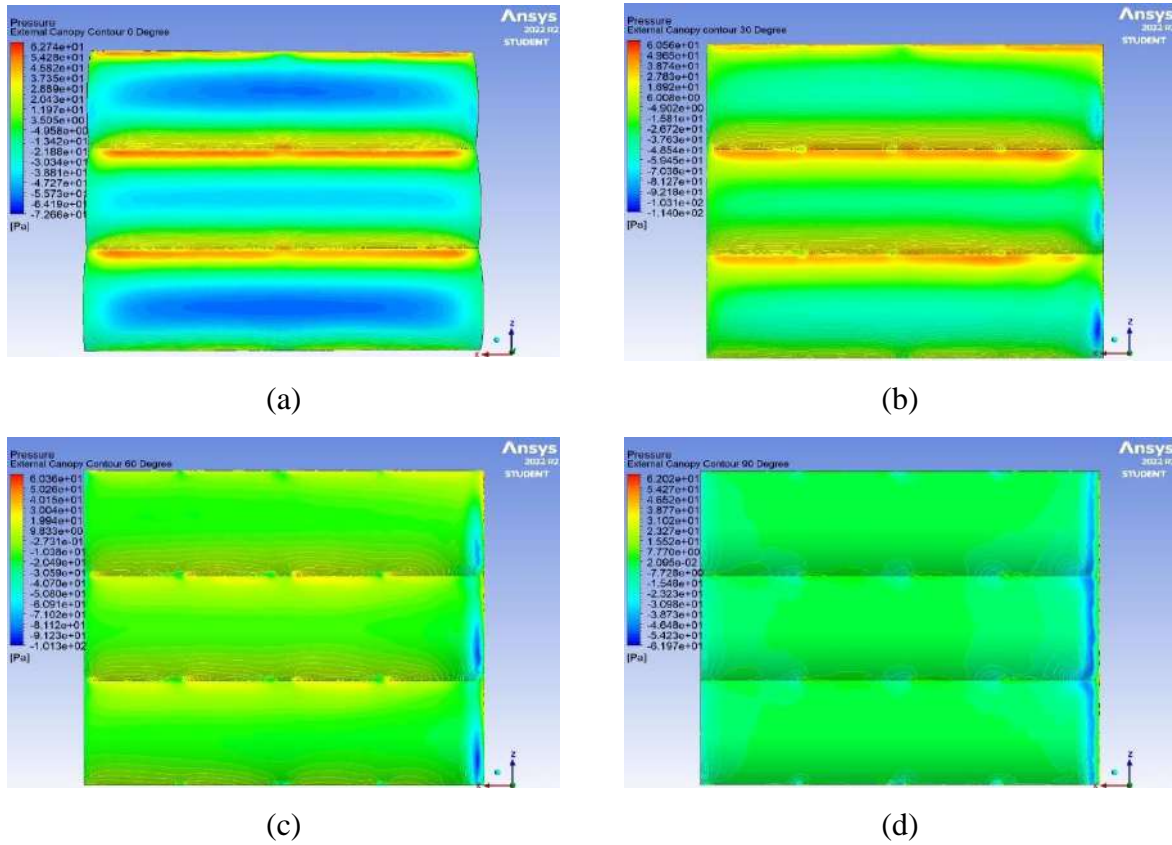 Pressure
External Canopy Contour 0 Degree
6.274e+01
5.428e+01
4.582e+01
3.735e+01
2.889e+01
2.043e+01
1.197e+01
3.505e+00
-4.958e+00
-1.342e+01
-2.188e+01
-3.034e+01
-3.881e+01
-4.727e+01
-5.573e+01
-6.419e+01
-7.266e+01
[Pa]
Ansys
2022 R2
STUDENT
Z
(a)
Pressure
External Canopy Contour 30 Degree
6.056e+01
4.965e+01
3.874e+01
2.783e+01
1.692e+01
6.008e+00
-4.902e+00
-1.581e+01
-2.672e+01
-3.763e+01
-4.854e+01
-5.945e+01
-7.036e+01
-8.127e+01
-9.218e+01
-1.031e+02
-1.140e+02
[Pa]
Ansys
2022 R2
STUDENT
Z
(b)
Pressure
External Canopy Contour 60 Degree
6.036e+01
5.026e+01
4.015e+01
3.004e+01
1.994e+01
9.833e+00
-2.731e-01
-1.038e+01
-2.049e+01
-3.059e+01
-4.070e+01
-5.080e+01
-6.091e+01
-7.102e+01
-8.112e+01
-9.123e+01
-1.013e+02
[Pa]
Ansys
2022 R2
STUDENT
Z
(c)
Pressure
External Canopy Contour 90 Degree
6.202e+01
5.427e+01
4.652e+01
3.877e+01
3.102e+01
2.327e+01
1.552e+01
7.770e+00
2.095e-02
-7.728e+00
-1.548e+01
-2.323e+01
-3.098e+01
-3.873e+01
-4.648e+01
-5.423e+01
-6.197e+01
[Pa]
Ansys
2022 R2
STUDENT
Z
(d)